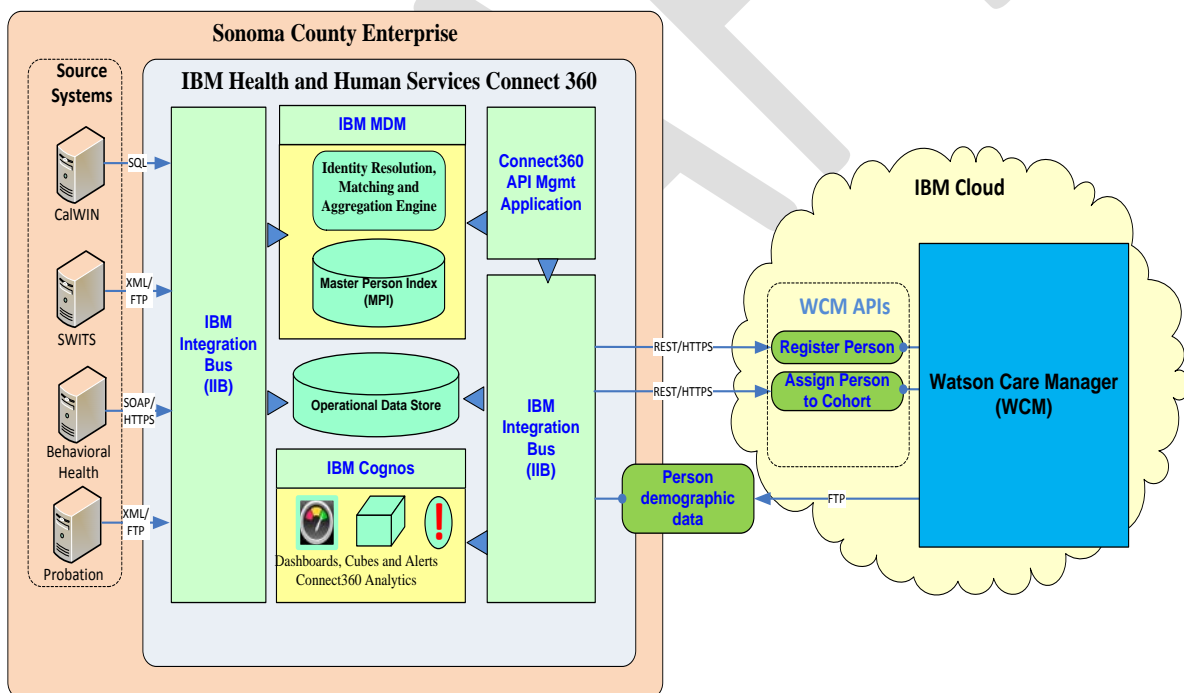 Sonoma County Enterprise
Source
Systems
IBM Health and Human Services Connect 360
CalWIN
SWITS
Behavioral
Health
Probation
SQL
XML/
FTP
SOAP/
HTTPS
XML/
FTP
IBM
Integration
Bus
(IIB)
IBM MDM
Identity Resolution,
Matching and
Aggregation Engine
Master Person Index
(MPI)
Operational Data Store
IBM Cognos
!
Dashboards, Cubes and Alerts
Connect360 Analytics
Connect360
API Mgmt
Application
IBM
Integration
Bus
(IIB)
REST/HTTPS
REST/HTTPS
Person
demographic
data
FTP
IBM Cloud
WCM APIs
Register Person
Assign Person
to Cohort
Watson Care Manager
(WCM)